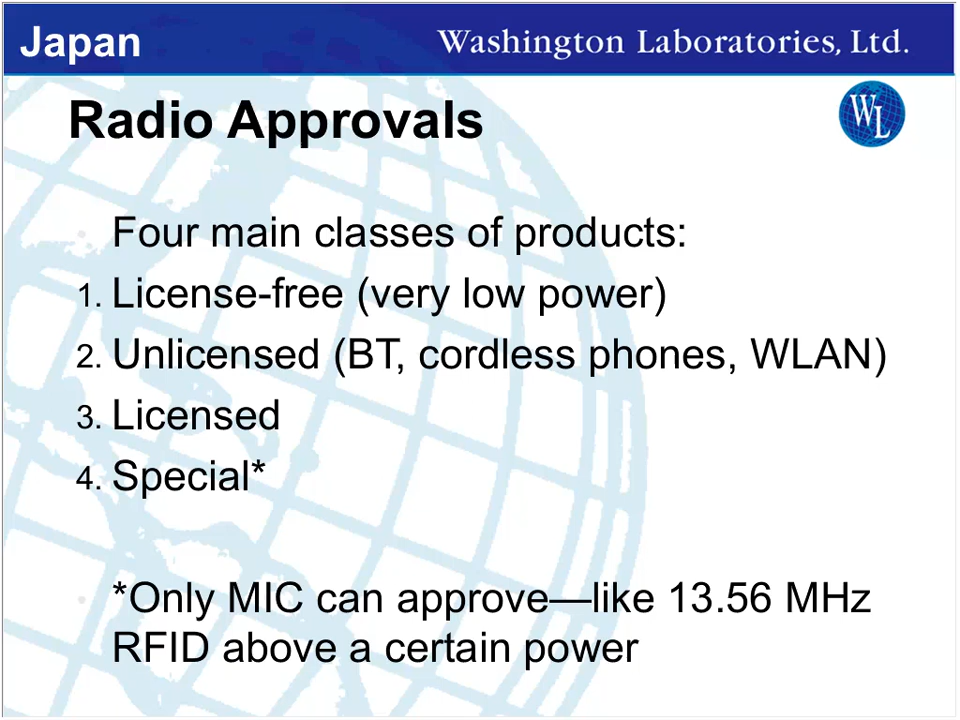 Japan
Washington Laboratories, Ltd.
WL
Radio Approvals
Four main classes of products:
1. License-free (very low power)
2. Unlicensed (BT, cordless phones, WLAN)
3. Licensed
4. Special*
*Only MIC can approve—like 13.56 MHz
RFID above a certain power